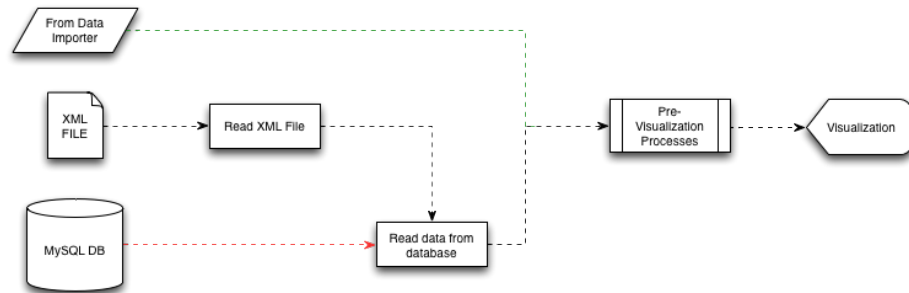 From Data
Importer
XML
FILE
Read XML File
Pre-
Visualization
Processes
Visualization
MySQL DB
Read data from
database